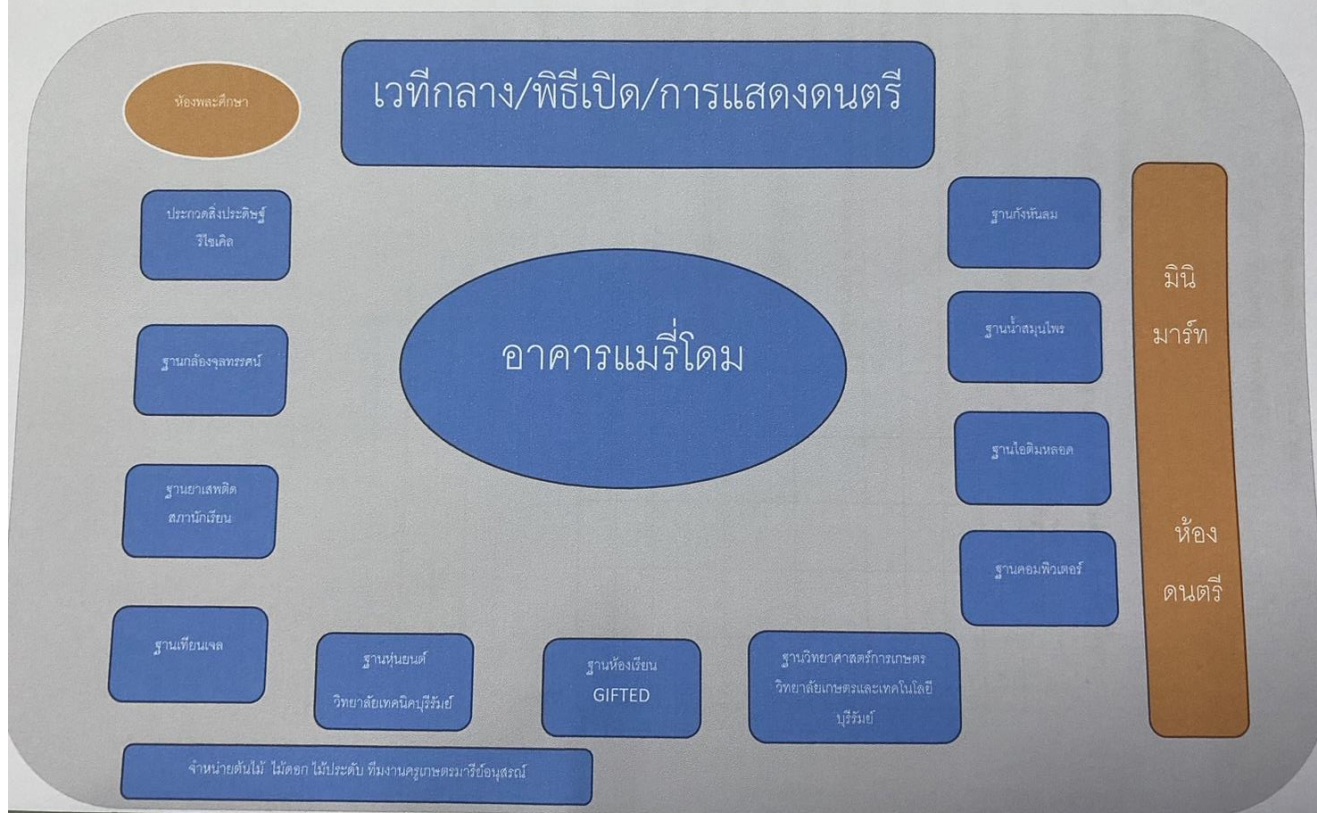 ห้องพละศึกษา
เวทีกลาง/พิธีเปิด/การแสดงดนตรี
ประกวดสิ่งประดิษฐ์
รีไซเคิล
ฐานกังหันลม
มินิ
มาร์ท
อาคารแมรี่โดม
ฐานกล้องจุลทรรศน์
ฐานน้ำสมุนไพร
ฐานยาเสพติด
สภานักเรียน
ฐานไอติมหลอด
ห้อง
ดนตรี
ฐานคอมพิวเตอร์
ฐานเทียนเจล
ฐานหุ่นยนต์
วิทยาลัยเทคนิคบุรีรัมย์
ฐานห้องเรียน
GIFTED
ฐานวิทยาศาสตร์การเกษตร
วิทยาลัยเกษตรและเทคโนโลยี
บุรีรัมย์
จำหน่ายต้นไม้ ไม้ดอก ไม้ประดับ ทีมงานครูเกษตรมารีย์อนุสรณ์